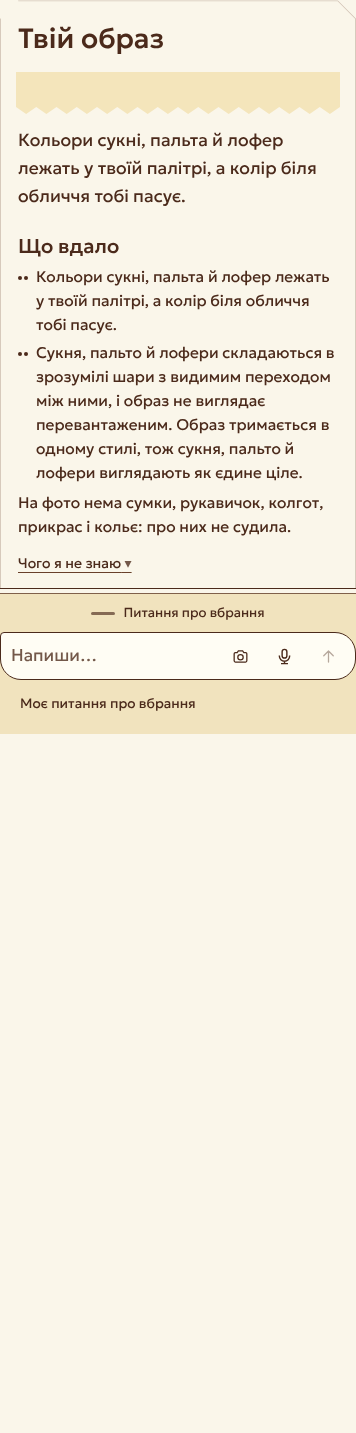 Твій образ
Кольори сукні, пальта й лофер
лежать у твоїй палітрі, а колір біля
обличчя тобі пасує.
Що вдало
•• Кольори сукні, пальта й лофер лежать
у твоїй палітрі, а колір біля обличчя
тобі пасує.
•• Сукня, пальто й лофери складаються в
зрозумілі шари з видимим переходом
між ними, і образ не виглядає
перевантаженим. Образ тримається в
одному стилі, тож сукня, пальто й
лофери виглядають як єдине ціле.
На фото нема сумки, рукавичок, колгот,
прикрас і кольє: про них не судила.
Чого я не знаю ▾
Питання про вбрання
Напиши...
Моє питання про вбрання